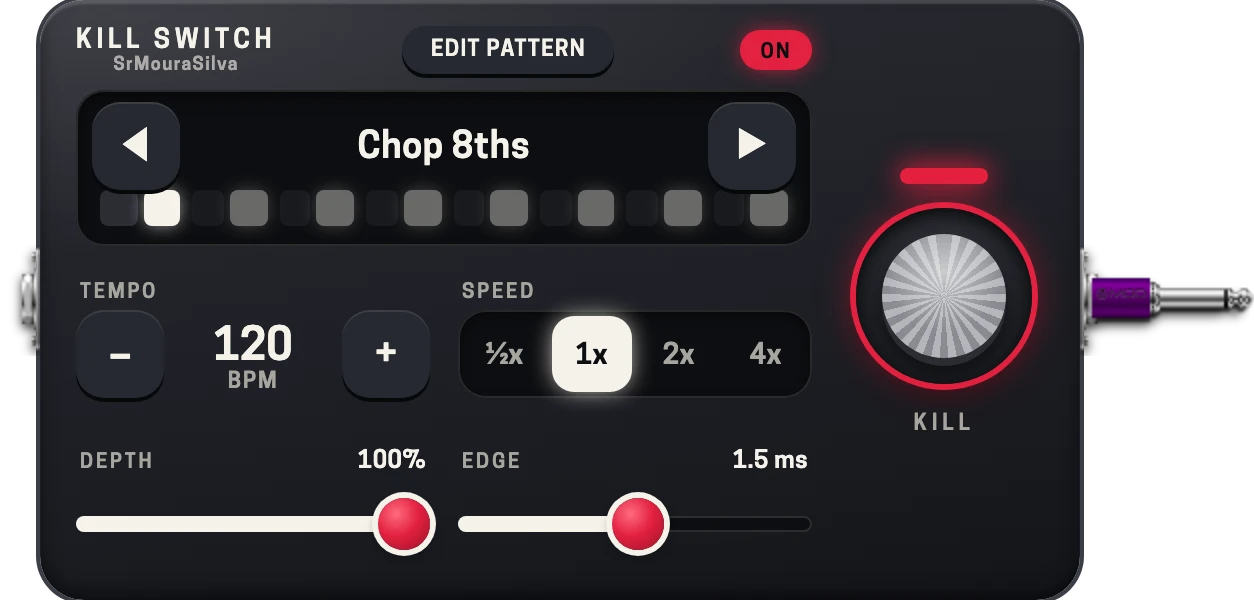 KILL SWITCH
SrMouraSilva
EDIT PATTERN
ON
Chop 8ths
TEMPO
–
120
BPM
+
SPEED
½x
1x
2x
4x
KILL
DEPTH
100%
EDGE
1.5 ms